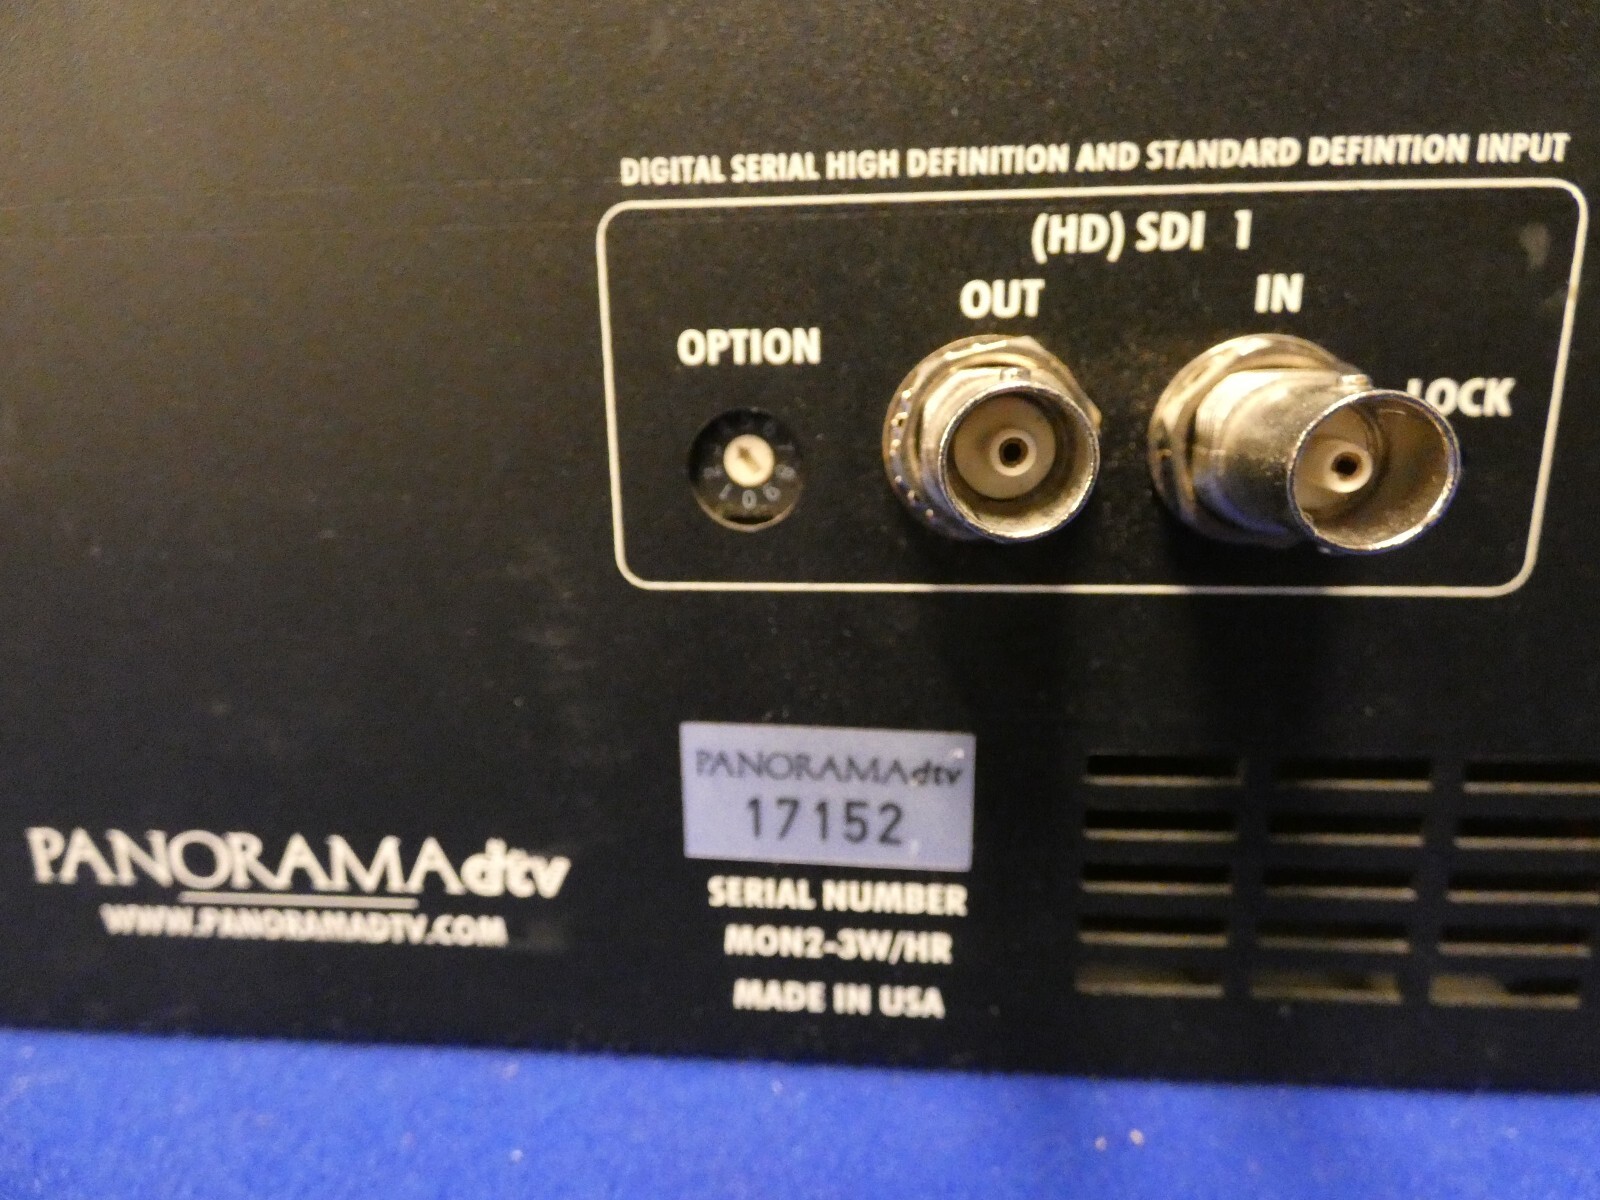 DIGITAL SERIAL HIGH DEFINITION AND STANDARD DEFINTION INPUT
(HD) SDI 1
OUT
IN
OPTION
LOCK
PANORAMAdtv
17152
SERIAL NUMBER
MON2-3W/HR
MADE IN USA
PANORAMAdtv
WWW.PANORAMADTV.COM